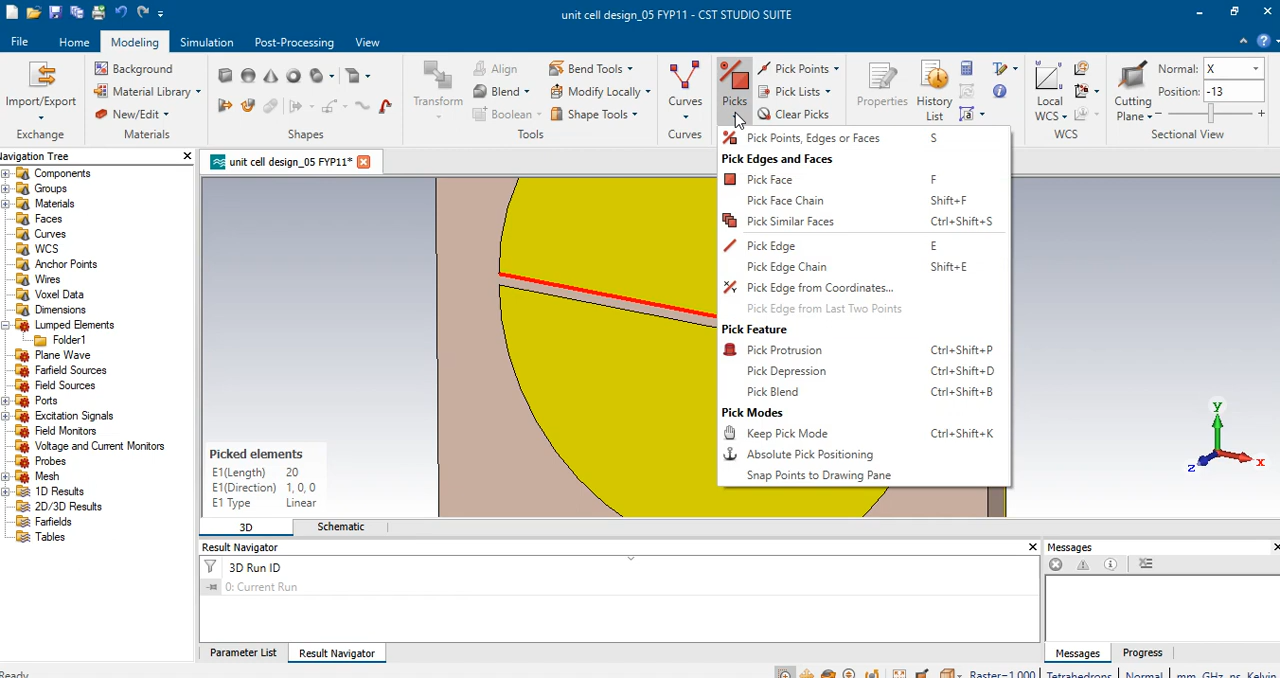 unit cell design_05 FYP11 - CST STUDIO SUITE
File Home Modeling Simulation Post-Processing View
Import/Export
Exchange
Background
Material Library
New/Edit
Materials
Shapes
Transform
Align
Blend
Boolean
Bend Tools
Modify Locally
Shape Tools
Tools
Curves
Curves
Picks
Pick Points
Pick Lists
Clear Picks
Properties
History
List
Local
WCS
WCS
Cutting
Plane
Normal: X
Position: -13
Sectional View
Pick Points, Edges or Faces S
Pick Edges and Faces
Pick Face F
Pick Face Chain Shift+F
Pick Similar Faces Ctrl+Shift+S
Pick Edge E
Pick Edge Chain Shift+E
Pick Edge from Coordinates...
Pick Edge from Last Two Points
Pick Feature
Pick Protrusion Ctrl+Shift+P
Pick Depression Ctrl+Shift+D
Pick Blend Ctrl+Shift+B
Pick Modes
Keep Pick Mode Ctrl+Shift+K
Absolute Pick Positioning
Snap Points to Drawing Pane
avigation Tree
Components
Groups
Materials
Faces
Curves
WCS
Anchor Points
Wires
Voxel Data
Dimensions
Lumped Elements
Folder1
Plane Wave
Farfield Sources
Field Sources
Ports
Excitation Signals
Field Monitors
Voltage and Current Monitors
Probes
Mesh
1D Results
2D/3D Results
Farfields
Tables
unit cell design_05 FYP11*
Picked elements
E1(Length) 20
E1(Direction) 1, 0, 0
E1 Type Linear
y
z
x
3D Schematic
Result Navigator
3D Run ID
0: Current Run
Parameter List Result Navigator
Messages
Messages Progress
Ready
Raster=1.000 Tetrahedrons Normal mm GHz ns Kelvin